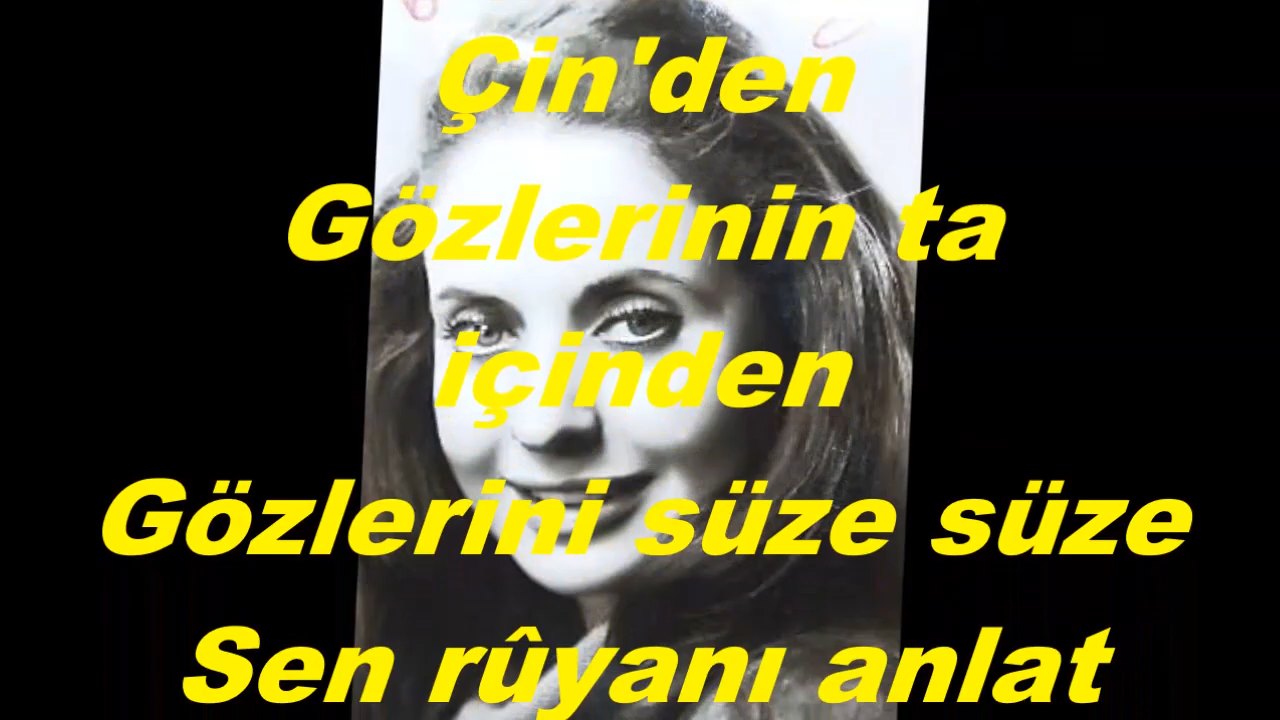 Çin'den
Gözlerinin ta
içinden
Gözlerini süze süze
Sen rûyanı anlat